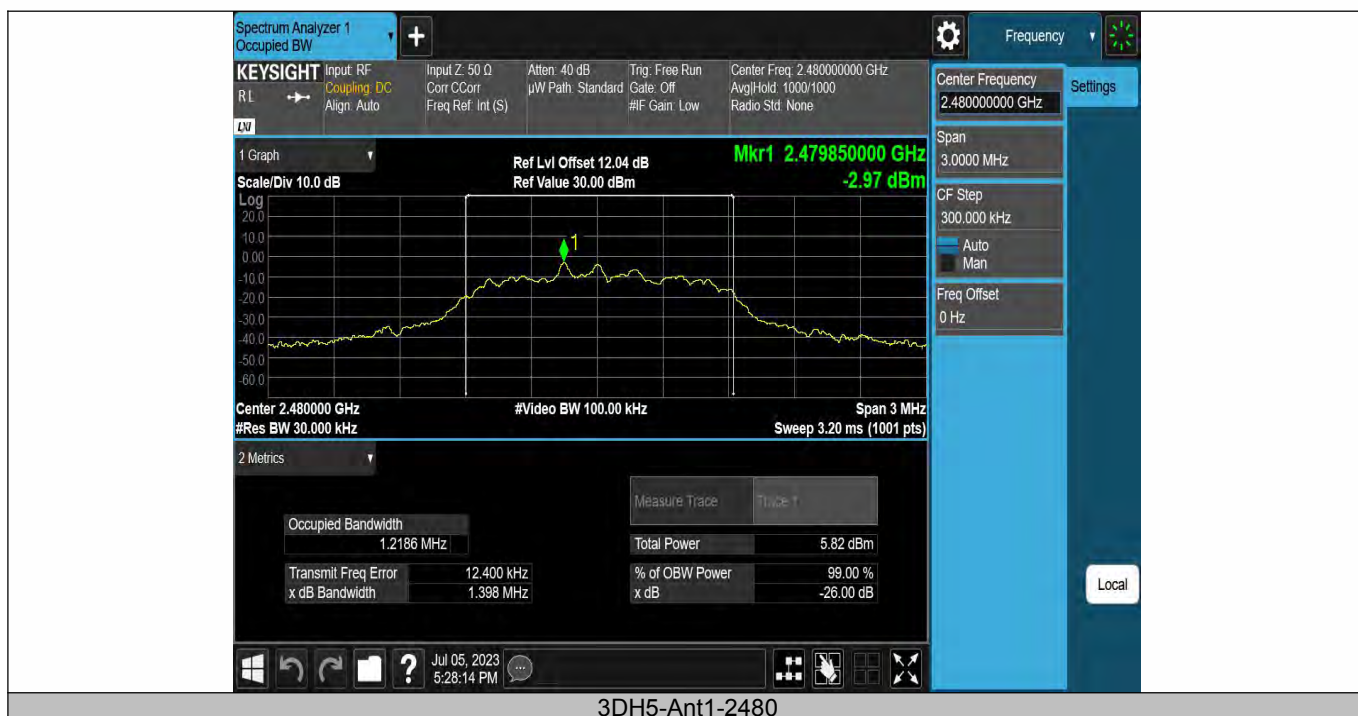 Spectrum Analyzer 1
Occupied BW
Frequency
KEYSIGHT
R L
LXI
Input: RF
Coupling: DC
Align: Auto
Input Z: 50 Ω
Corr CCorr
Freq Ref: Int (S)
Atten: 40 dB
µW Path: Standard
Trig: Free Run
Gate: Off
#IF Gain: Low
Center Freq: 2.480000000 GHz
Avg|Hold: 1000/1000
Radio Std: None
Center Frequency
2.480000000 GHz
Settings
Span
3.0000 MHz
CF Step
300.000 kHz
Auto
Man
Freq Offset
0 Hz
Local
1 Graph
Scale/Div 10.0 dB
Ref Lvl Offset 12.04 dB
Ref Value 30.00 dBm
Mkr1 2.479850000 GHz
-2.97 dBm
Log
20.0
10.0
0.00
-10.0
-20.0
-30.0
-40.0
-50.0
-60.0
1
Center 2.480000 GHz
#Res BW 30.000 kHz
#Video BW 100.00 kHz
Span 3 MHz
Sweep 3.20 ms (1001 pts)
2 Metrics
Measure Trace
Trace 1
Occupied Bandwidth
1.2186 MHz
Total Power
5.82 dBm
Transmit Freq Error
12.400 kHz
% of OBW Power
99.00 %
x dB Bandwidth
1.398 MHz
x dB
-26.00 dB
Jul 05, 2023
5:28:14 PM
3DH5-Ant1-2480